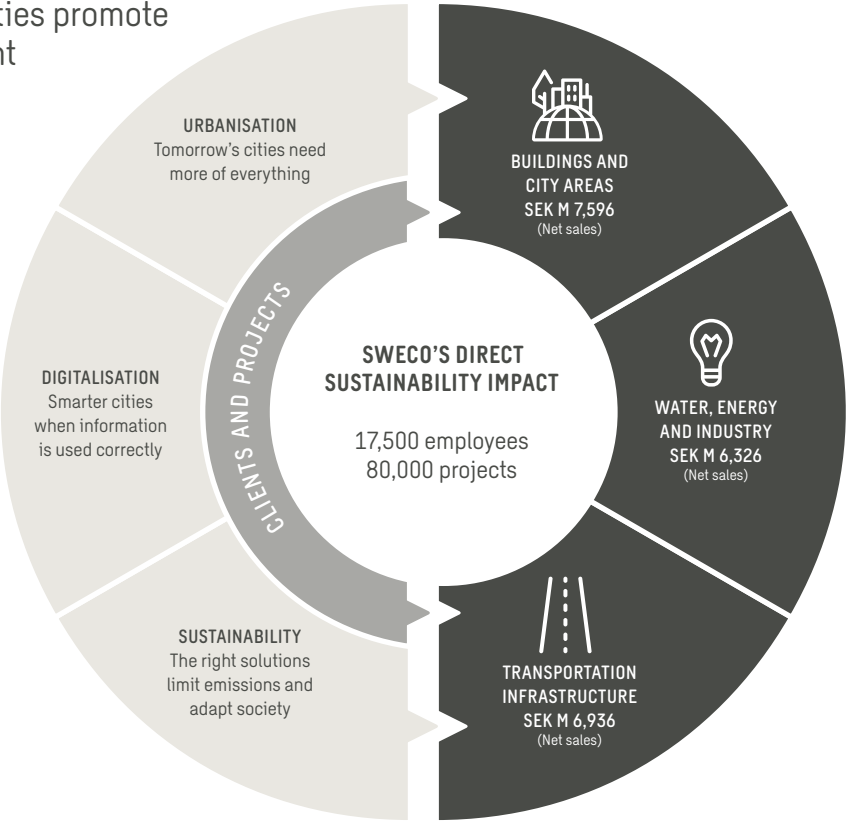 ties promote
nt
URBANISATION
Tomorrow's cities need
more of everything
DIGITALISATION
Smarter cities
when information
is used correctly
SUSTAINABILITY
The right solutions
limit emissions and
adapt society
CLIENTS AND PROJECTS
SWECO'S DIRECT
SUSTAINABILITY IMPACT
17,500 employees
80,000 projects
BUILDINGS AND
CITY AREAS
SEK M 7,596
(Net sales)
WATER, ENERGY
AND INDUSTRY
SEK M 6,326
(Net sales)
TRANSPORTATION
INFRASTRUCTURE
SEK M 6,936
(Net sales)